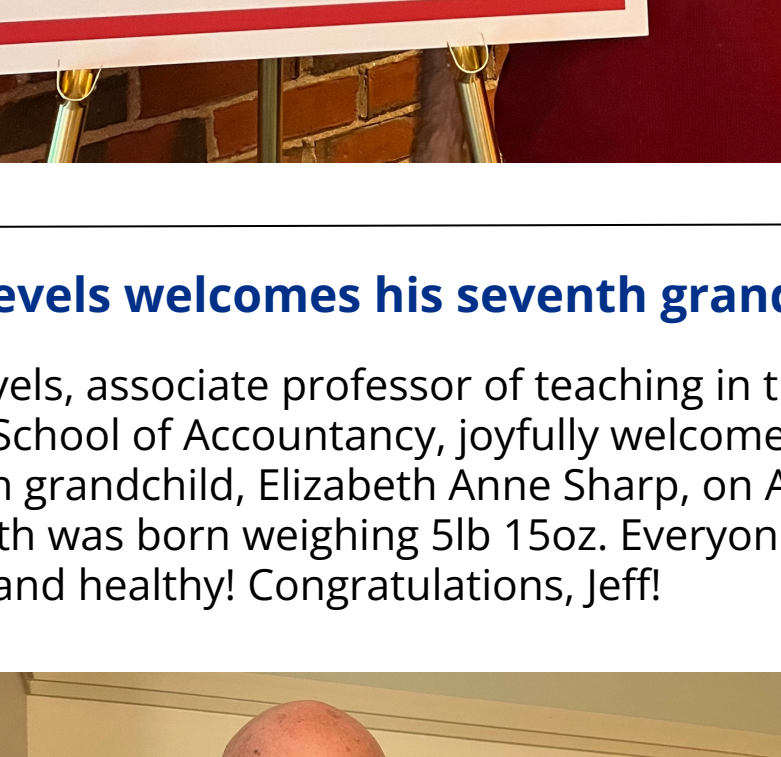 evels welcomes his seventh grand
vels, associate professor of teaching in t
School of Accountancy, joyfully welcome
n grandchild, Elizabeth Anne Sharp, on A
th was born weighing 5lb 15oz. Everyon
and healthy! Congratulations, Jeff!